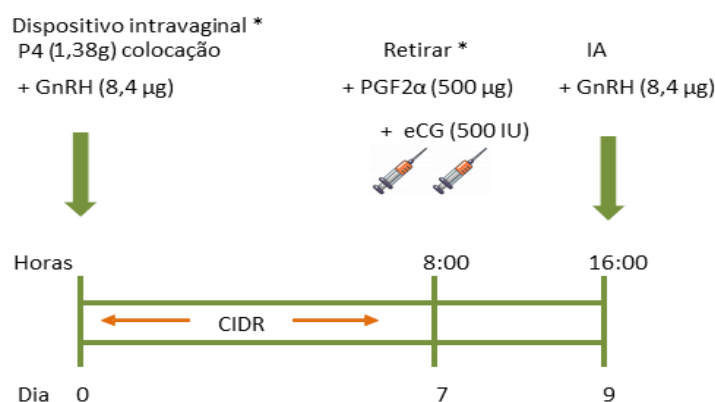 Dispositivo intravaginal *
P4 (1,38g) colocação
+ GnRH (8,4 µg)
Retirar *
+ PGF2α (500 µg)
+ eCG (500 IU)
IA
+ GnRH (8,4 µg)
Horas
8:00
16:00
CIDR
Dia
0
7
9